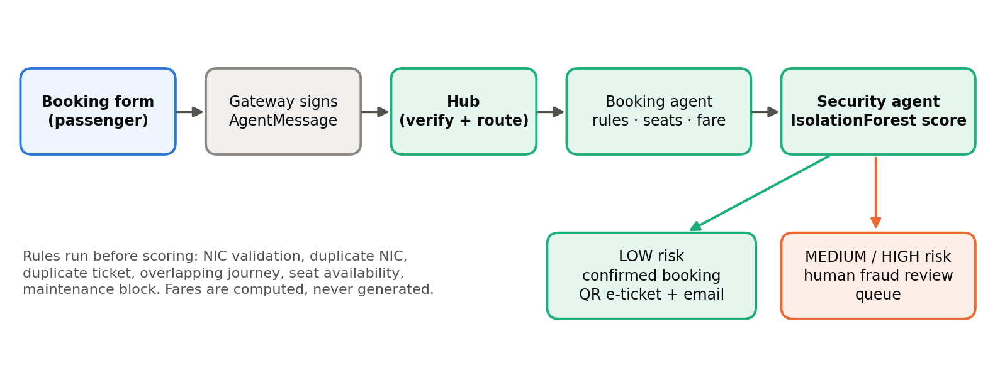 Booking form
(passenger)
Gateway signs
AgentMessage
Hub
(verify + route)
Booking agent
rules · seats · fare
Security agent
IsolationForest score
Rules run before scoring: NIC validation, duplicate NIC,
duplicate ticket, overlapping journey, seat availability,
maintenance block. Fares are computed, never generated.
LOW risk
confirmed booking
QR e-ticket + email
MEDIUM / HIGH risk
human fraud review
queue